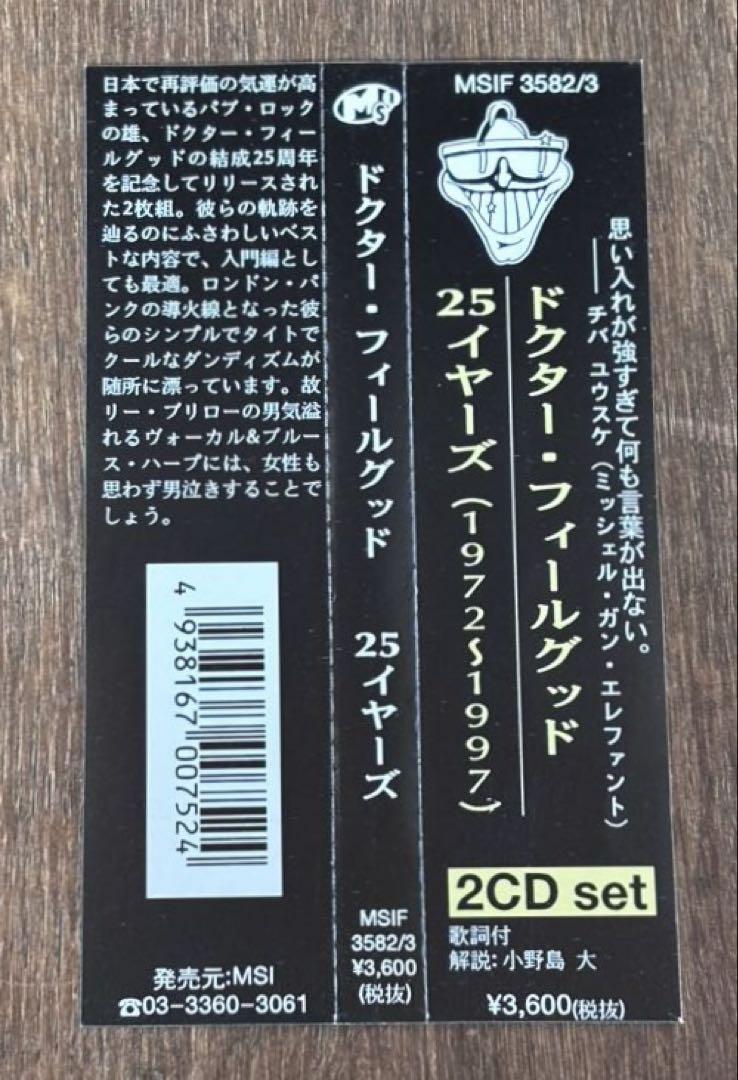 日本で再評価の気運が高
まっているパブ・ロック
の雄、ドクター・フィー
ルグッドの結成25周年
を記念してリリースされ
た2枚組。彼らの軌跡を
辿るのにふさわしいベス
トな内容で、入門編とし
ても最適。ロンドン・パ
ンクの導火線となった彼
らのシンプルでタイトで
クールなダンディズムが
随所に漂っています。故
リー・ブリローの男気溢
れるヴォーカル&ブルー
ス・ハープには、女性も
思わず男泣きすることで
しょう。
4 938167 007524
発売元:MSI
☎03-3360-3061
MSI
ドクター・フィールグッド 25イヤーズ
MSIF
3582/3
¥3,600
(税抜)
MSIF 3582/3
思い入れが強すぎて何も言葉が出ない。
──チバ ユウスケ(ミッシェル・ガン・エレファント)
ドクター・フィールグッド
25イヤーズ(1972~1997)
2CD set
歌詞付
解説:小野島 大
¥3,600(税抜)